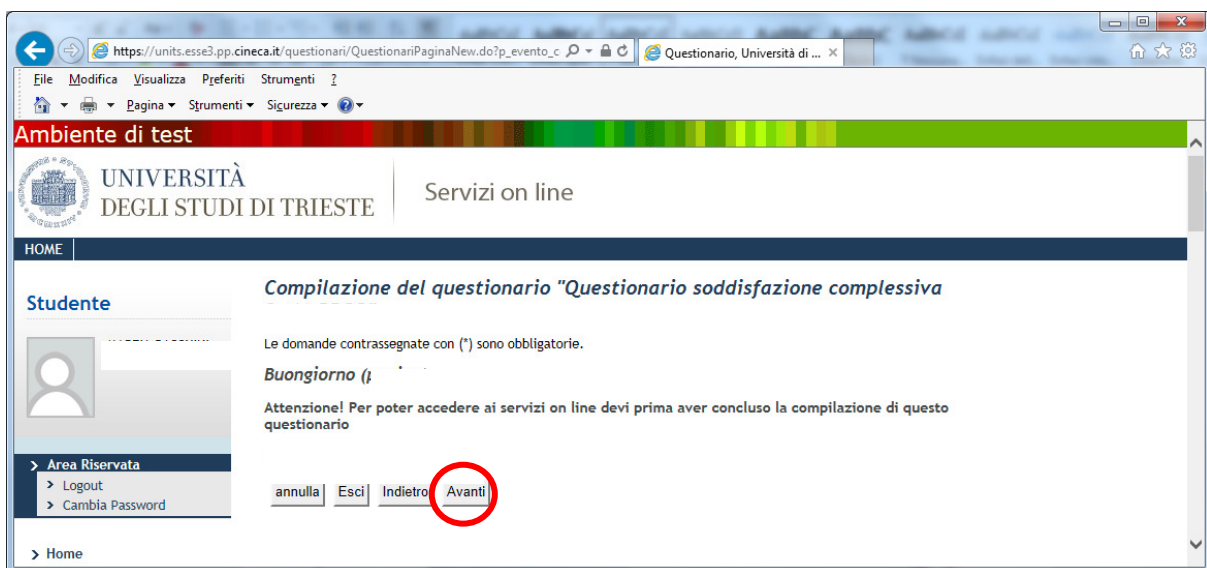 https://units.esse3.pp.cineca.it/questionari/QuestionariPaginaNew.do?p_evento_c
Questionario, Università di ...
File Modifica Visualizza Preferiti Strumenti ?
Pagina Strumenti Sicurezza
Ambiente di test
UNIVERSITÀ
DEGLI STUDI DI TRIESTE
Servizi on line
HOME
Studente
Compilazione del questionario "Questionario soddisfazione complessiva
Le domande contrassegnate con (*) sono obbligatorie.
Buongiorno
Attenzione! Per poter accedere ai servizi on line devi prima aver concluso la compilazione di questo
questionario
annulla Esci Indietro Avanti
Area Riservata
Logout
Cambia Password
Home